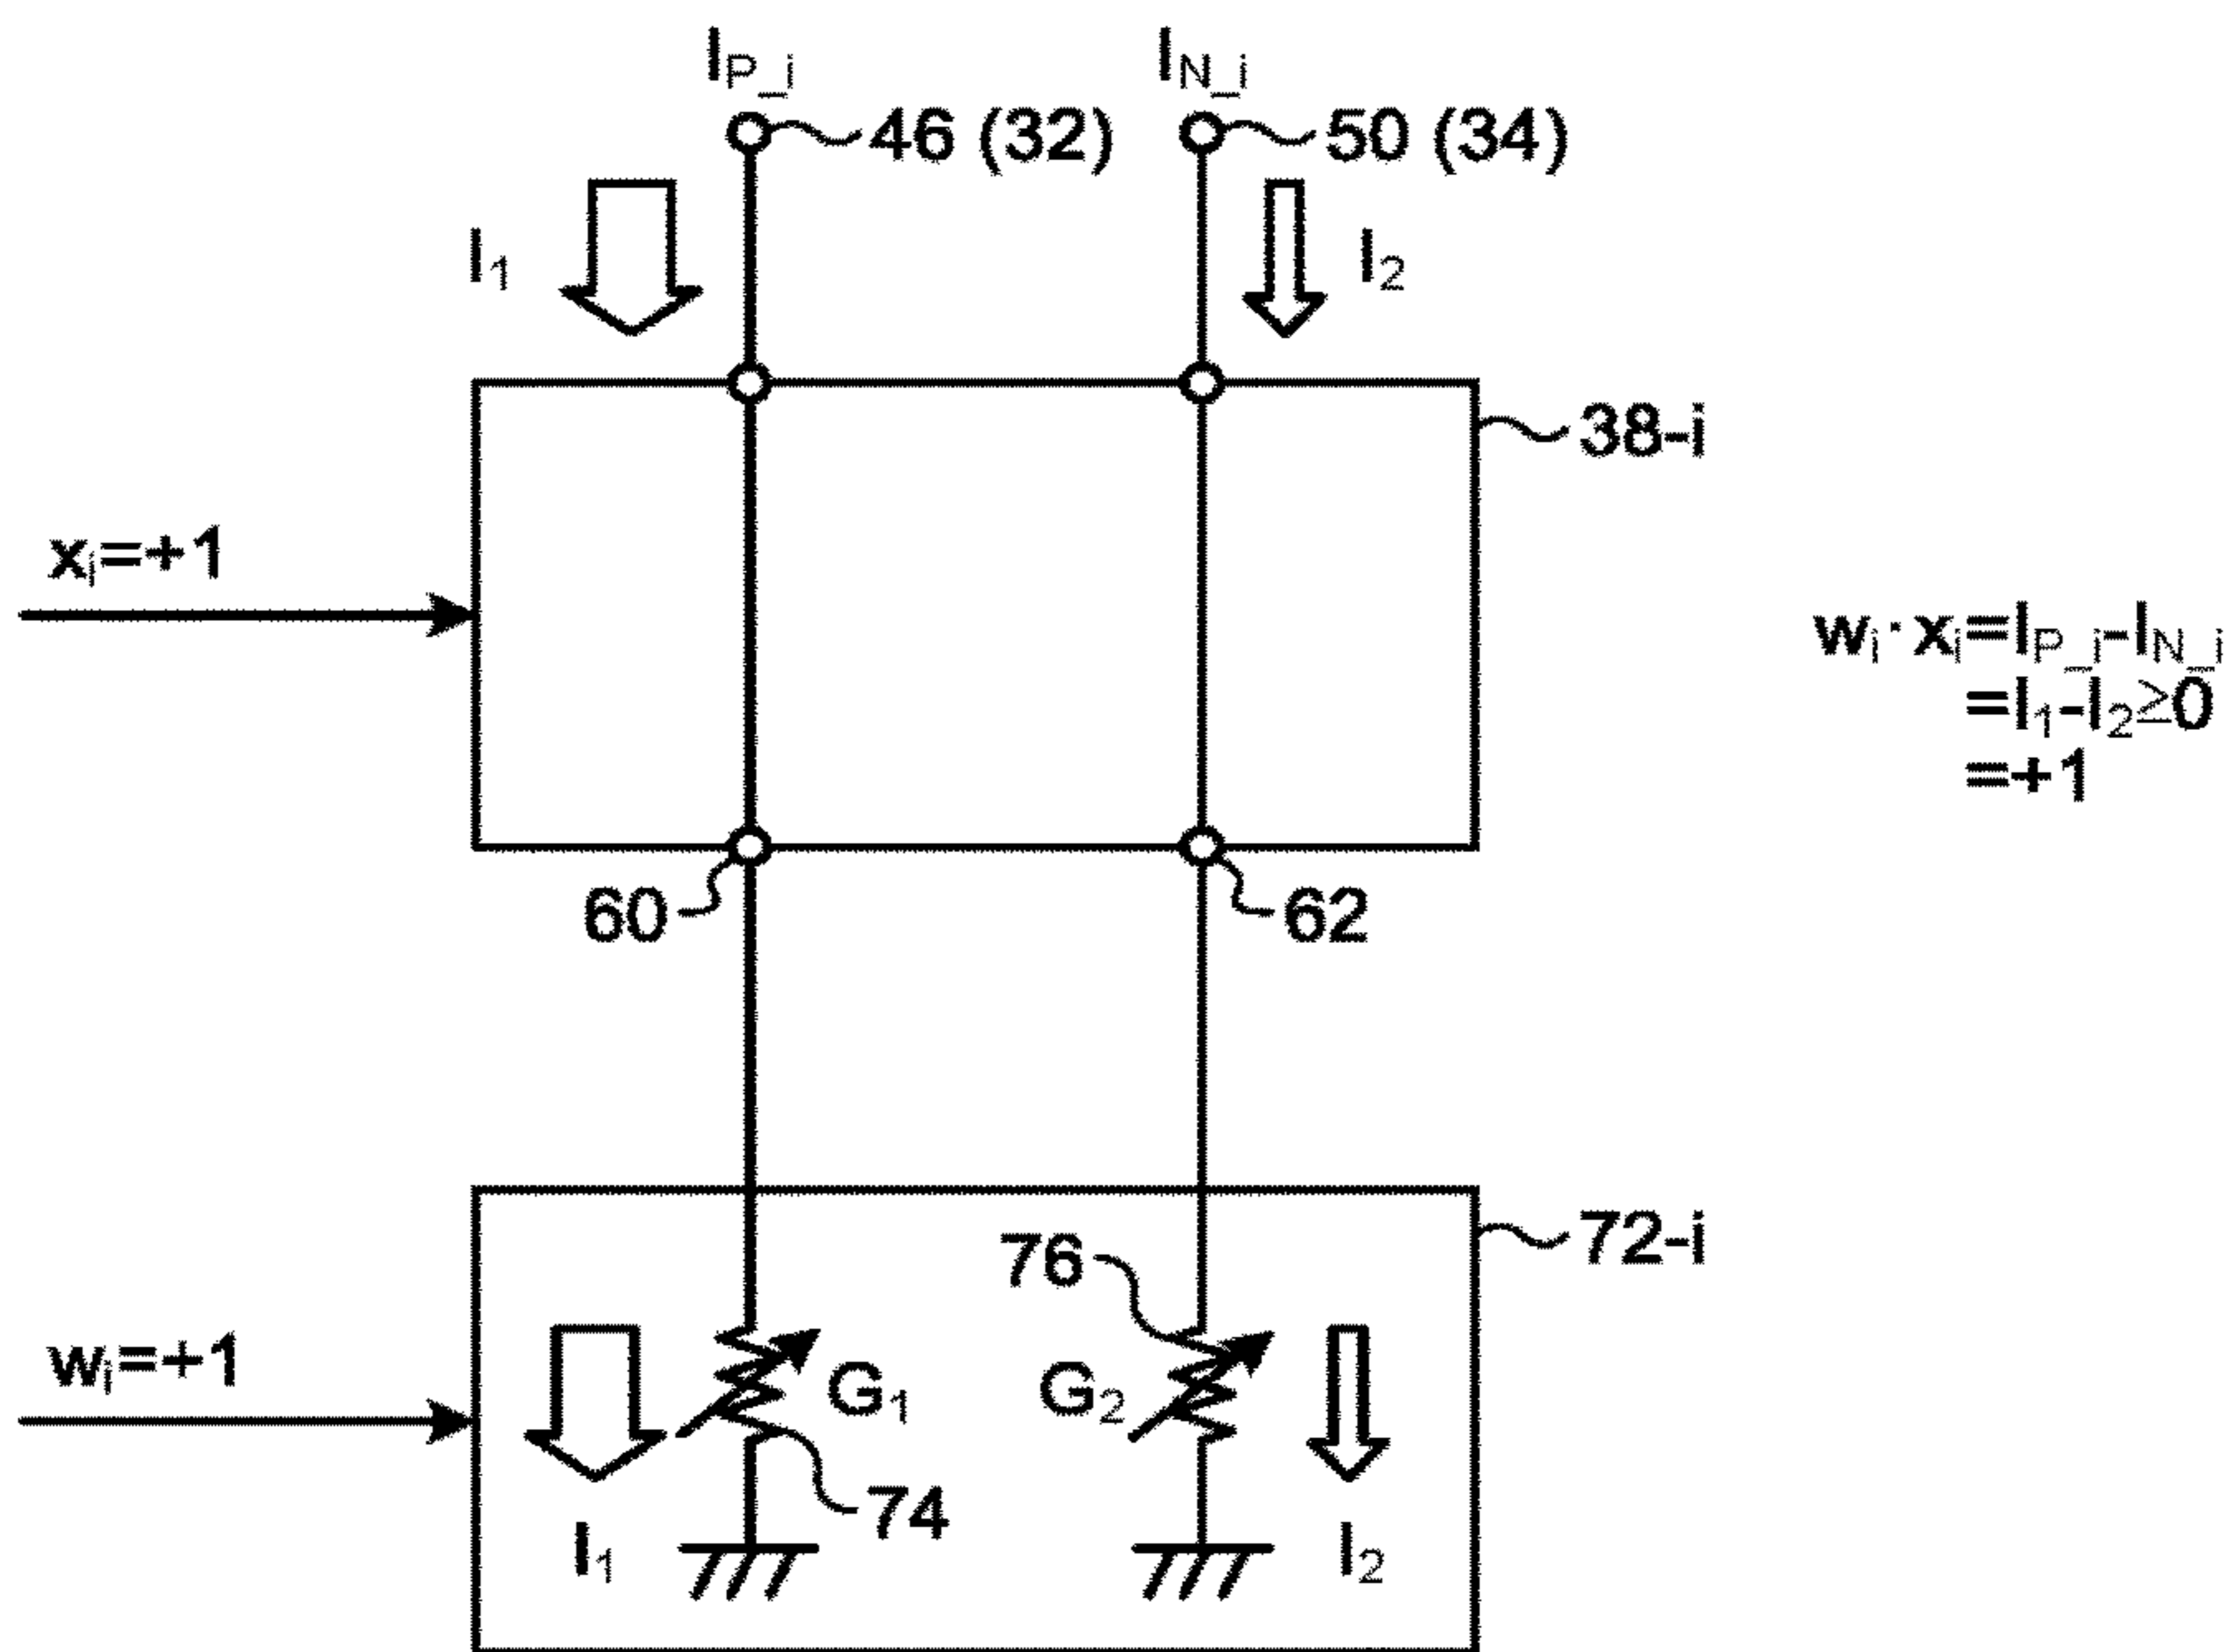 I_P_i I_N_i
46 (32) 50 (34)
I₁ I₂
38-i
xᵢ=+1
wᵢ·xᵢ=I_P_i-I_N_i
=I₁-I₂≥0
=+1
60 62
72-i
76
wᵢ=+1
G₁ G₂
74
I₁ I₂